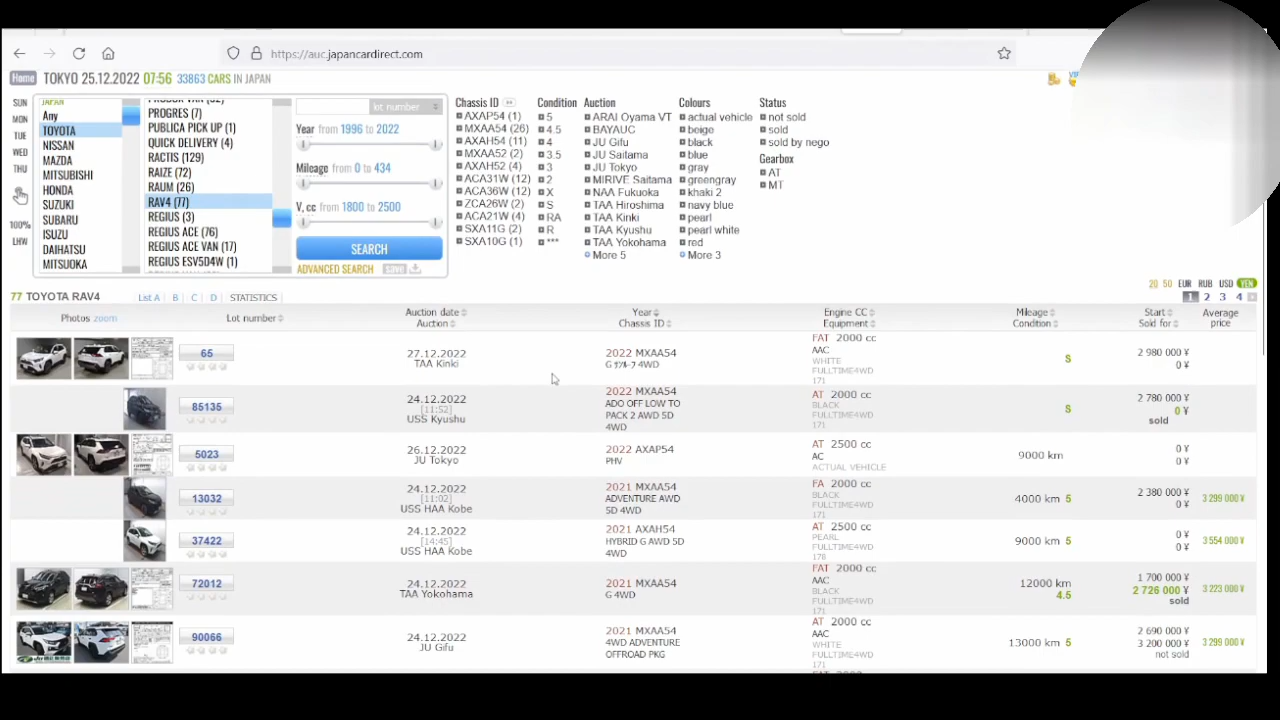 https://auc.japancardirect.com
Home TOKYO 25.12.2022 07:56 33863 CARS IN JAPAN
SUN
MON
TUE
WED
THU
100%
LHW
JAPAN
Any
TOYOTA
NISSAN
MAZDA
MITSUBISHI
HONDA
SUZUKI
SUBARU
ISUZU
DAIHATSU
MITSUOKA
PROGRES (7)
PUBLICA PICK UP (1)
QUICK DELIVERY (4)
RACTIS (129)
RAIZE (72)
RAUM (26)
RAV4 (77)
REGIUS (3)
REGIUS ACE (76)
REGIUS ACE VAN (17)
REGIUS ESV504W (1)
lot number
Year from 1996 to 2022
Mileage from 0 to 434
V, cc from 1800 to 2500
SEARCH
ADVANCED SEARCH SAVE
Chassis ID
AXAP54 (1)
MXAA54 (26)
AXAH54 (11)
MXAA52 (2)
AXAH52 (4)
ACA31W (12)
ACA36W (12)
ZCA26W (2)
ACA21W (4)
SXA11G (2)
SXA10G (1)
Condition
5
4.5
4
3.5
3
2
X
S
RA
R
***
Auction
ARAI Oyama VT
BAYAUC
JU Gifu
JU Saitama
JU Tokyo
MIRIVE Saitama
NAA Fukuoka
TAA Hiroshima
TAA Kinki
TAA Kyushu
TAA Yokohama
More 5
Colours
actual vehicle
beige
black
blue
gray
greengray
khaki 2
navy blue
pearl
pearl white
red
More 3
Status
not sold
sold
sold by nego
Gearbox
AT
MT
20 50 EUR RUB USD YEN
77 TOYOTA RAV4 List A B C D STATISTICS
1 2 3 4
Photos zoom
Lot number
Auction date
Auction
Year
Chassis ID
Engine CC
Equipment
Mileage
Condition
Start
Sold for
Average
price
65
27.12.2022
TAA Kinki
2022 MXAA54
G ｻﾝﾙｰﾌ 4WD
FAT 2000 cc
AAC
WHITE
FULLTIME4WD
171
S
2 980 000 ¥
0 ¥
85135
24.12.2022
[11:52]
USS Kyushu
2022 MXAA54
ADO OFF LOW TO
PACK 2 AWD 5D
4WD
AT 2000 cc
BLACK
FULLTIME4WD
171
S
2 780 000 ¥
0 ¥
sold
5023
26.12.2022
JU Tokyo
2022 AXAP54
PHV
AT 2500 cc
AC
ACTUAL VEHICLE
9000 km
0 ¥
0 ¥
13032
24.12.2022
[11:02]
USS HAA Kobe
2021 MXAA54
ADVENTURE AWD
5D 4WD
FA 2000 cc
BLACK
FULLTIME4WD
171
4000 km 5
2 380 000 ¥
0 ¥
3 299 000 ¥
37422
24.12.2022
[14:45]
USS HAA Kobe
2021 AXAH54
HYBRID G AWD 5D
4WD
AT 2500 cc
PEARL
FULLTIME4WD
178
9000 km 5
0 ¥
0 ¥
3 554 000 ¥
72012
24.12.2022
TAA Yokohama
2021 MXAA54
G 4WD
FAT 2000 cc
AAC
BLACK
FULLTIME4WD
171
12000 km
4.5
1 700 000 ¥
2 726 000 ¥
sold
3 223 000 ¥
90066
24.12.2022
JU Gifu
2021 MXAA54
4WD ADVENTURE
OFFROAD PKG
AT 2000 cc
AAC
WHITE
FULLTIME4WD
171
13000 km 5
2 690 000 ¥
3 200 000 ¥
not sold
3 299 000 ¥